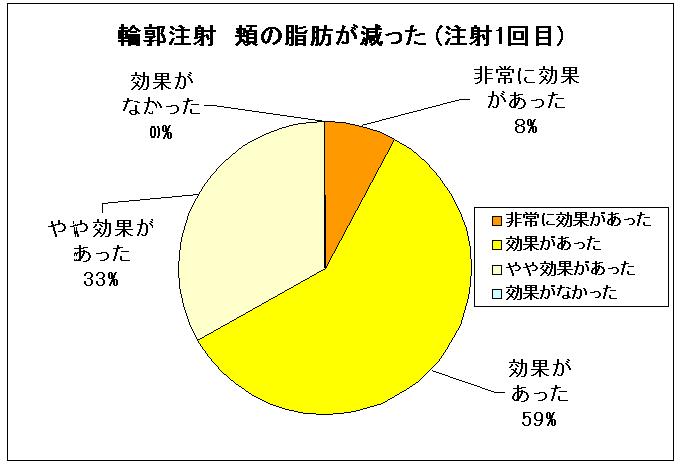 輪郭注射　頬の脂肪が減った（注射1回目）
効果が
なかった
0%
非常に効果
があった
8%
やや効果が
あった
33%
非常に効果があった
効果があった
やや効果があった
効果がなかった
効果が
あった
59%